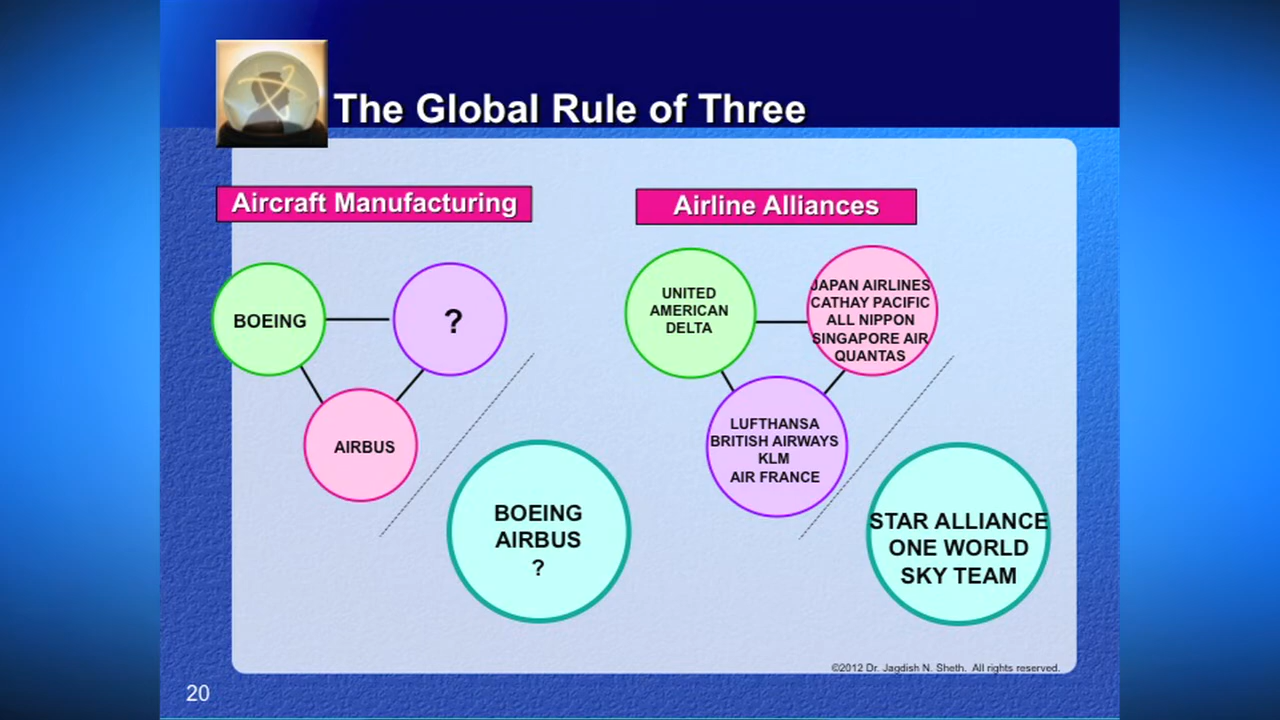 The Global Rule of Three
Aircraft Manufacturing
BOEING
?
AIRBUS
BOEING
AIRBUS
?
Airline Alliances
UNITED
AMERICAN
DELTA
JAPAN AIRLINES
CATHAY PACIFIC
ALL NIPPON
SINGAPORE AIR
QUANTAS
LUFTHANSA
BRITISH AIRWAYS
KLM
AIR FRANCE
STAR ALLIANCE
ONE WORLD
SKY TEAM
©2012 Dr. Jagdish N. Sheth. All rights reserved.
20